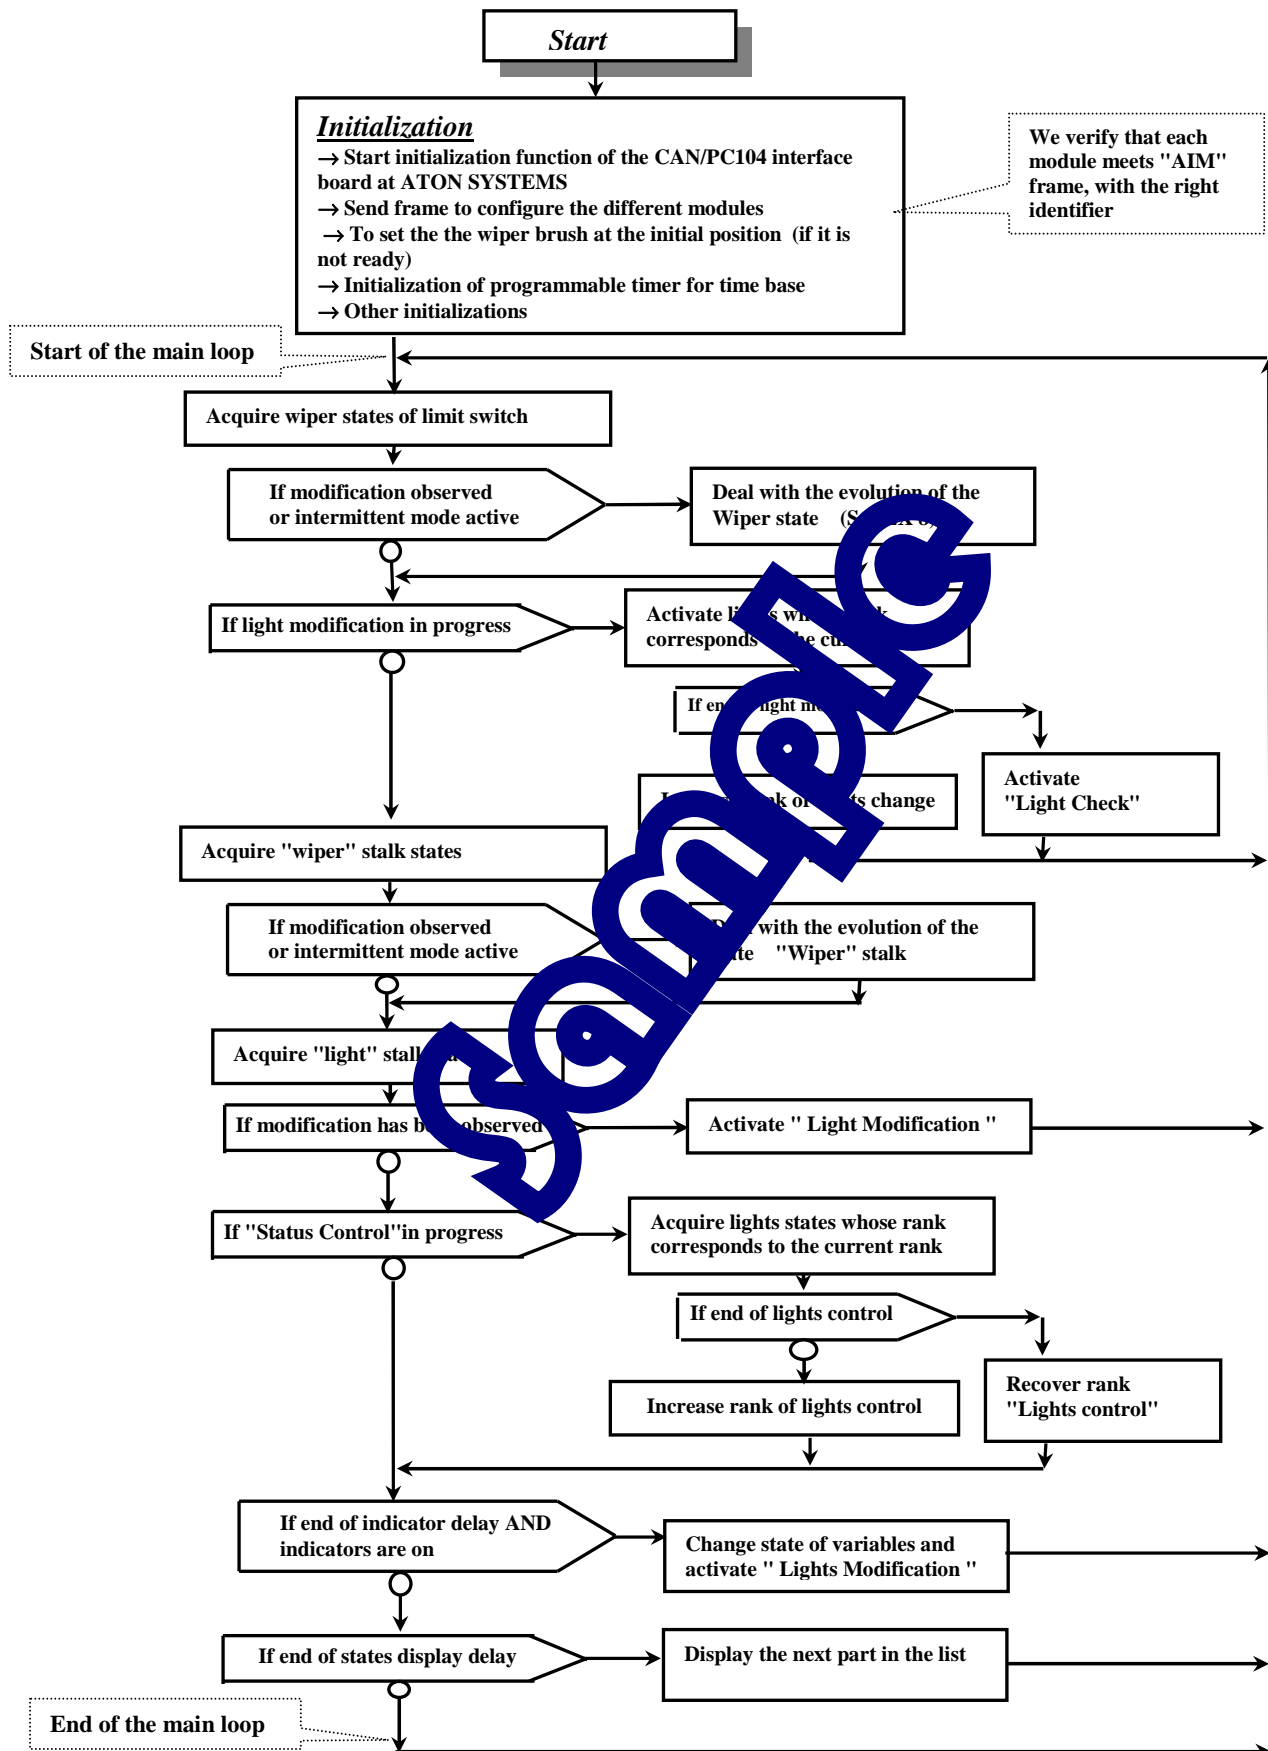 Start
Initialization
→ Start initialization function of the CAN/PC104 interface
board at ATON SYSTEMS
→ Send frame to configure the different modules
→ To set the the wiper brush at the initial position (if it is
not ready)
→ Initialization of programmable timer for time base
→ Other initializations
We verify that each
module meets "AIM"
frame, with the right
identifier
Start of the main loop
Acquire wiper states of limit switch
If modification observed
or intermittent mode active
Deal with the evolution of the
Wiper state
If light modification in progress
Activate
corresponds
If
Activate
"Light Check"
of change
Acquire "wiper" stalk states
If modification observed
or intermittent mode active
with the evolution of the
"Wiper" stalk
Acquire "light"
If modification has observed
Activate " Light Modification "
If "Status Control"in progress
Acquire lights states whose rank
corresponds to the current rank
If end of lights control
Increase rank of lights control
Recover rank
"Lights control"
If end of indicator delay AND
indicators are on
Change state of variables and
activate " Lights Modification "
If end of states display delay
Display the next part in the list
End of the main loop
Sample